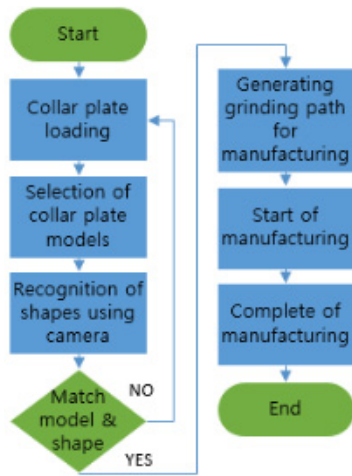 Start
Collar plate
loading
Selection of
collar plate
models
Recognition of
shapes using
camera
Match
model &
shape
NO
YES
Generating
grinding path
for
manufacturing
Start of
manufacturing
Complete of
manufacturing
End